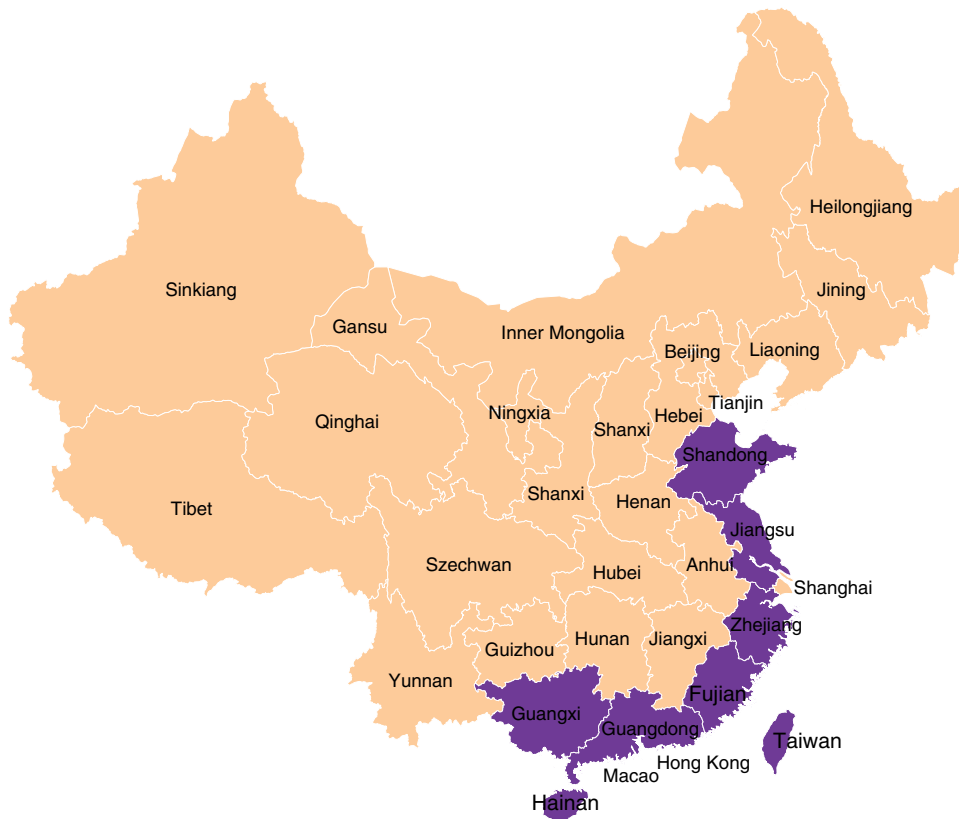 Heilongjiang
Sinkiang
Jining
Gansu
Inner Mongolia
Beijing
Liaoning
Tianjin
Qinghai
Ningxia
Hebei
Shanxi
Shandong
Shanxi
Henan
Tibet
Jiangsu
Szechwan
Hubei
Anhui
Shanghai
Zhejiang
Hunan
Jiangxi
Guizhou
Yunnan
Fujian
Guangxi
Guangdong
Taiwan
Hong Kong
Macao
Hainan